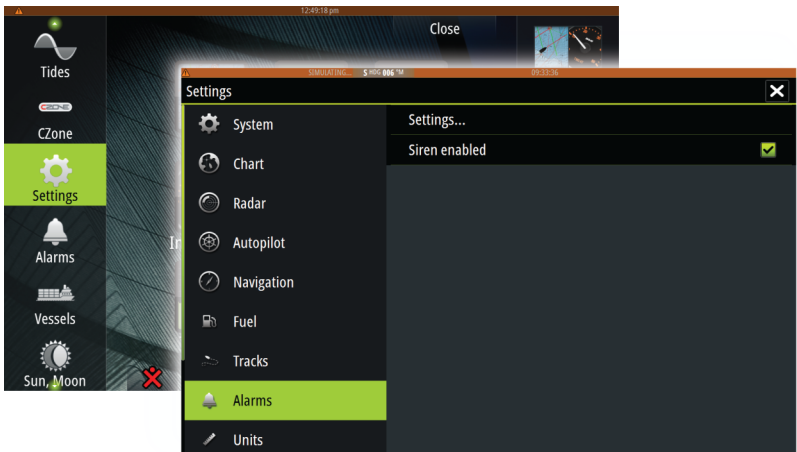 12:49:18 pm
Close
Tides
CZONE
CZone
Settings
Alarms
Vessels
Sun, Moon
SIMULATING... S HDG 006 °M
09:33:36
Settings
System
Chart
Radar
Autopilot
Navigation
Fuel
Tracks
Alarms
Units
Settings...
Siren enabled